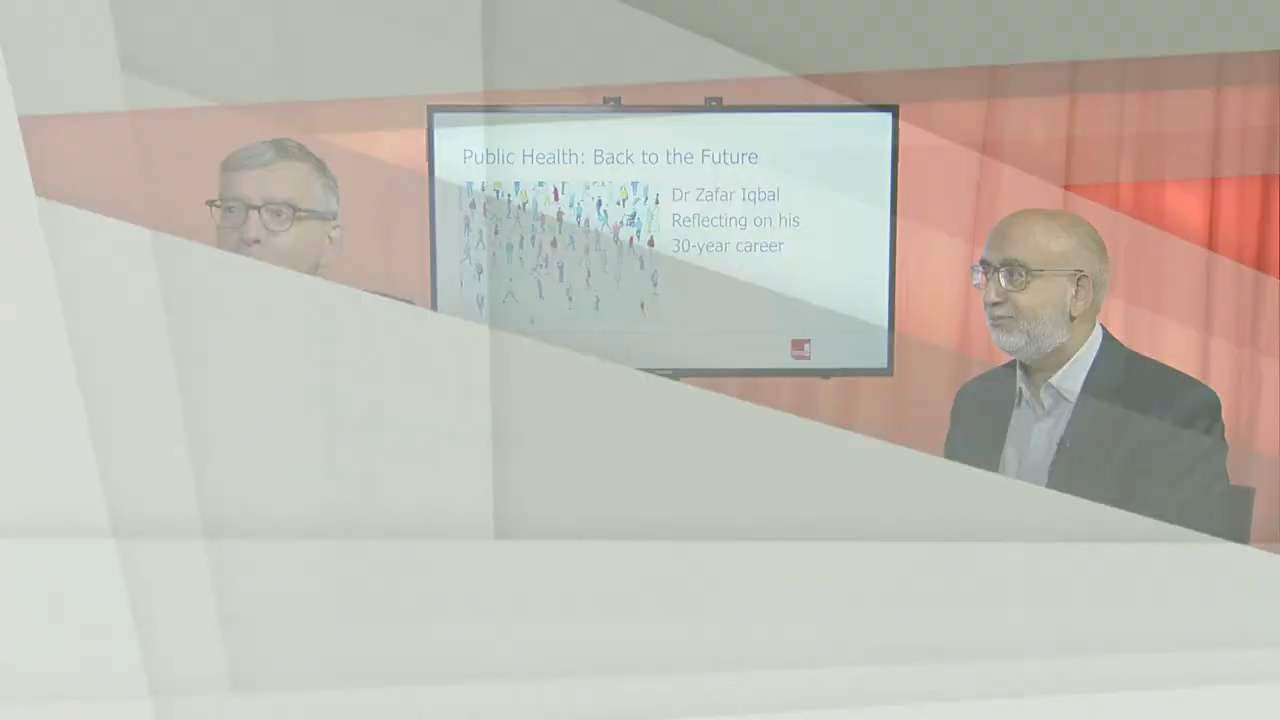 Public Health: Back to the Future
Dr Zafar Iqbal
Reflecting on his
30-year career